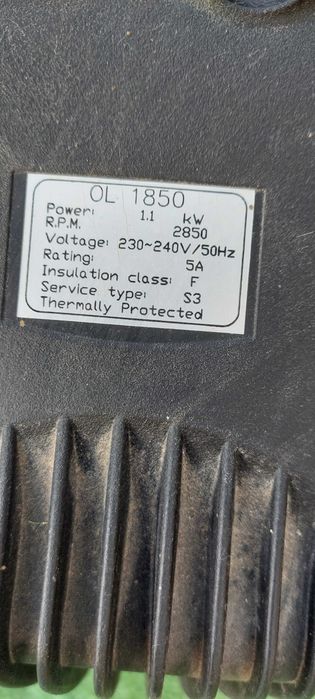 OL 1850
Power: 1.1 kW
R.P.M. 2850
Voltage: 230~240V/50Hz
Rating: 5A
Insulation class: F
Service type: S3
Thermally Protected